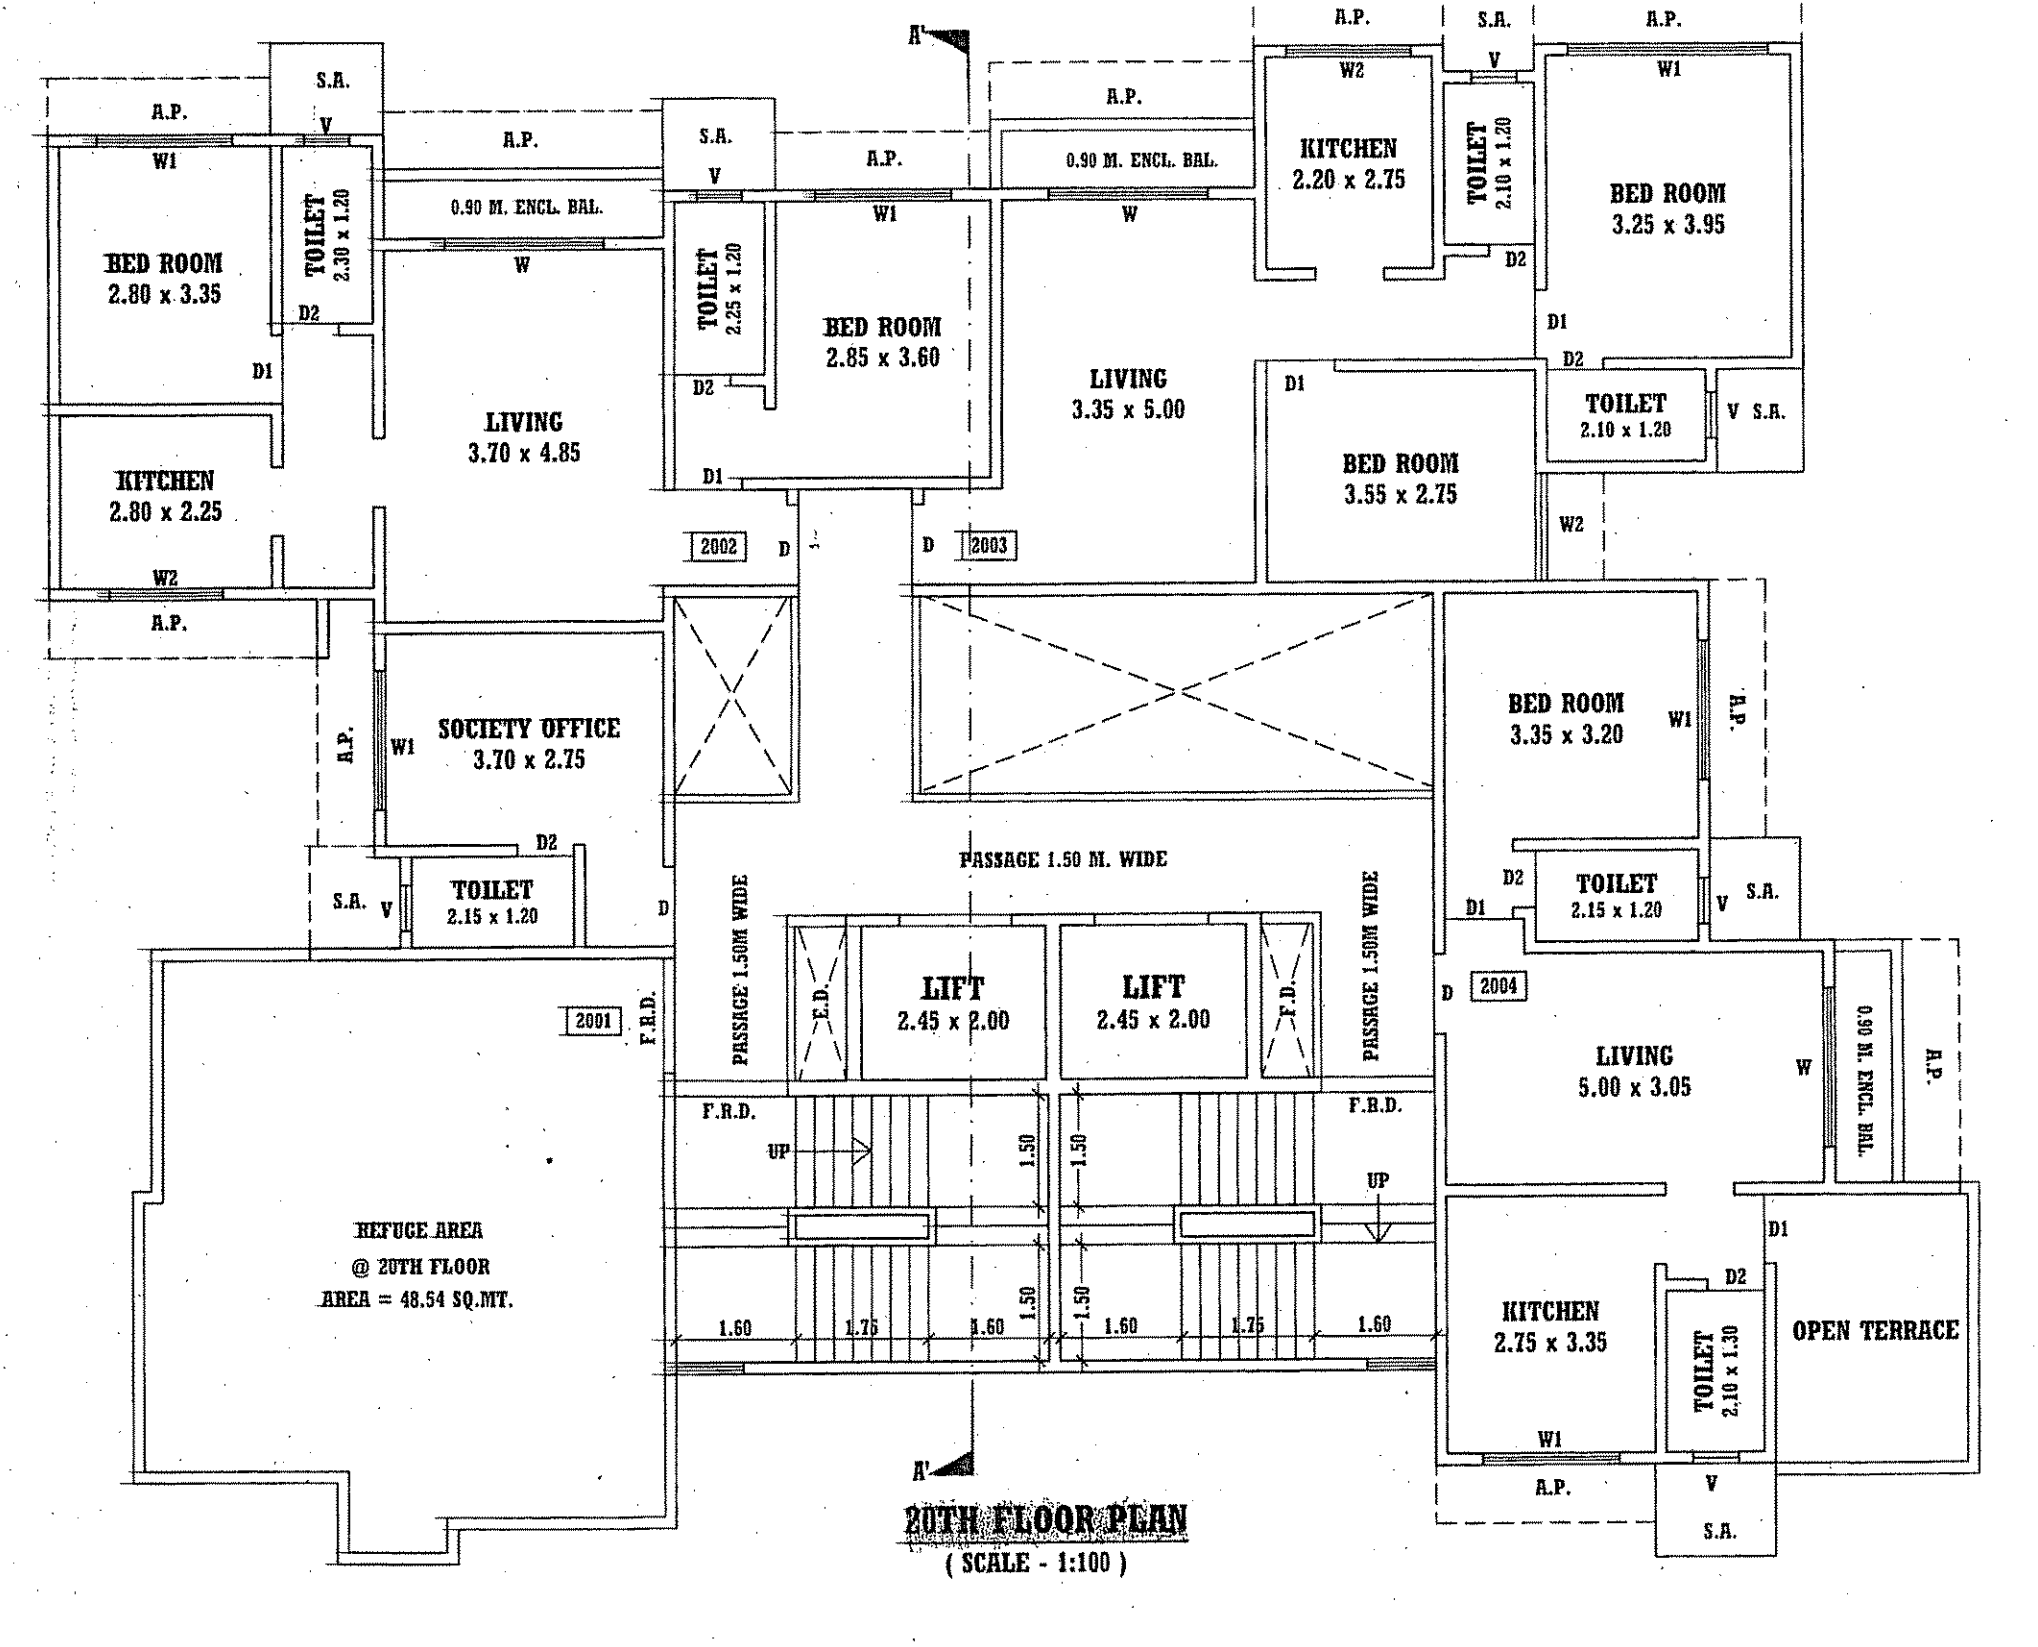 A'
A.P.
S.A.
A.P.
S.A.
A.P.
V
W1
A.P.
S.A.
V
A.P.
W1
A.P.
0.90 M. ENCL. BAL.
W
W2
V
W1
KITCHEN
2.20 x 2.75
TOILET
2.10 x 1.20
D2
BED ROOM
3.25 x 3.95
D1
BED ROOM
2.80 x 3.35
TOILET
2.30 x 1.20
D2
D1
0.90 M. ENCL. BAL.
W
LIVING
3.70 x 4.85
TOILET
2.25 x 1.20
D2
BED ROOM
2.85 x 3.60
D1
LIVING
3.35 x 5.00
D1
BED ROOM
3.55 x 2.75
D2
TOILET
2.10 x 1.20
V S.A.
W2
KITCHEN
2.80 x 2.25
W2
A.P.
2002
D
D
2003
A.P.
W1
SOCIETY OFFICE
3.70 x 2.75
D2
S.A.
V
TOILET
2.15 x 1.20
D
BED ROOM
3.35 x 3.20
W1
A.P.
D2
TOILET
2.15 x 1.20
V
S.A.
D1
PASSAGE 1.50 M. WIDE
PASSAGE 1.50M WIDE
PASSAGE 1.50M WIDE
E.D.
LIFT
2.45 x 2.00
LIFT
2.45 x 2.00
F.D.
2001
F.R.D.
D
2004
LIVING
5.00 x 3.05
W
0.90 M. ENCL. BAL.
A.P.
F.R.D.
F.R.D.
UP
1.50
1.50
UP
REFUGE AREA
@ 20TH FLOOR
AREA = 48.54 SQ.MT.
1.50
1.50
1.60
1.75
1.60
1.60
1.75
1.60
D1
D2
KITCHEN
2.75 x 3.35
TOILET
2.10 x 1.30
OPEN TERRACE
W1
A.P.
V
S.A.
A'
20TH FLOOR PLAN
( SCALE - 1:100 )